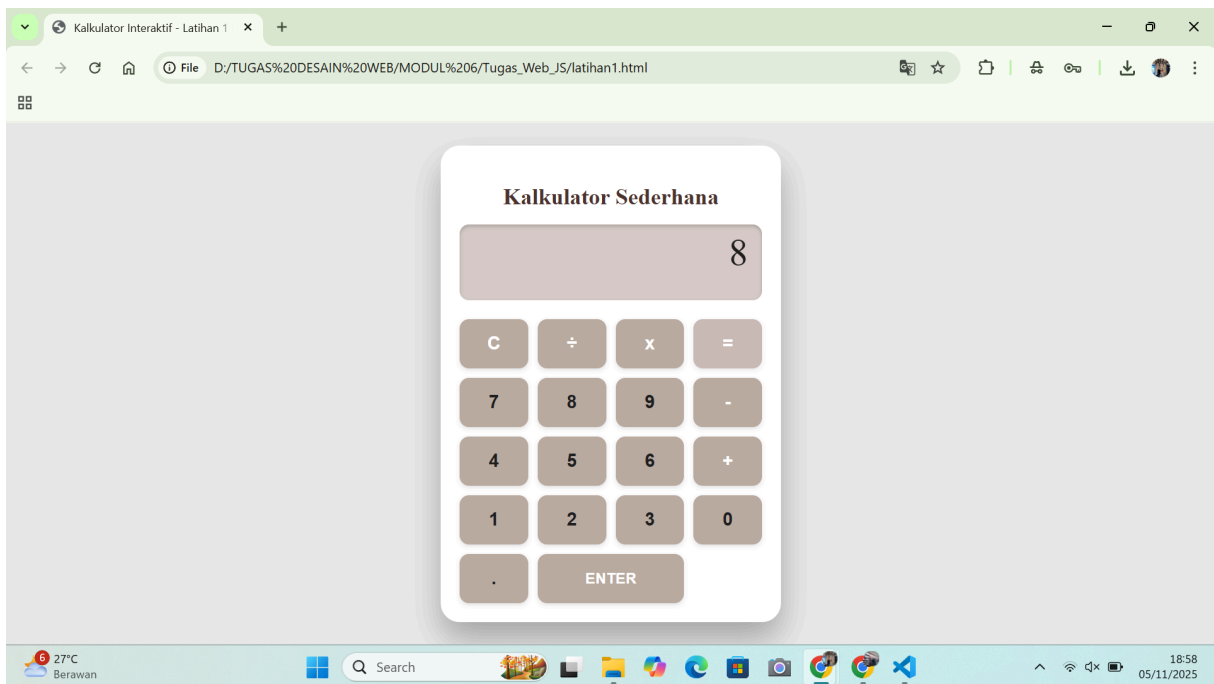 Kalkulator Interaktif - Latihan 1
File D:/TUGAS%20DESAIN%20WEB/MODUL%206/Tugas_Web_JS/latihan1.html
Kalkulator Sederhana
8
C ÷ x =
7 8 9 -
4 5 6 +
1 2 3 0
. ENTER
6 27°C
Berawan
Search
18:58
05/11/2025